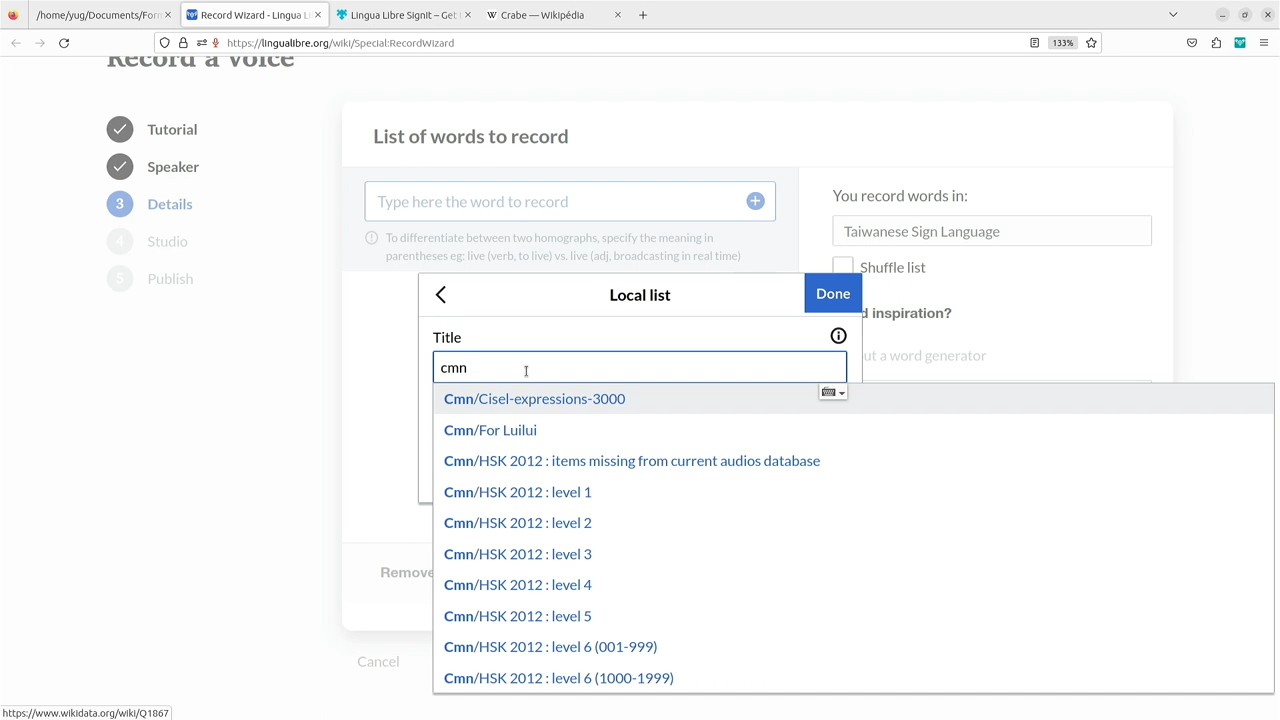 /home/yug/Documents/Forn
Record Wizard - Lingua L
Lingua Libre SignIt – Get
Crabe — Wikipédia
https://lingualibre.org/wiki/Special:RecordWizard
133%
Record a voice
Tutorial
Speaker
3 Details
4 Studio
5 Publish
List of words to record
Type here the word to record
To differentiate between two homographs, specify the meaning in
parentheses eg: live (verb, to live) vs. live (adj, broadcasting in real time)
You record words in:
Taiwanese Sign Language
Shuffle list
d inspiration?
out a word generator
Local list
Done
Title
cmn
Cmn/Cisel-expressions-3000
Cmn/For Luilui
Cmn/HSK 2012 : items missing from current audios database
Cmn/HSK 2012 : level 1
Cmn/HSK 2012 : level 2
Cmn/HSK 2012 : level 3
Cmn/HSK 2012 : level 4
Cmn/HSK 2012 : level 5
Cmn/HSK 2012 : level 6 (001-999)
Cmn/HSK 2012 : level 6 (1000-1999)
Remove
Cancel
https://www.wikidata.org/wiki/Q1867